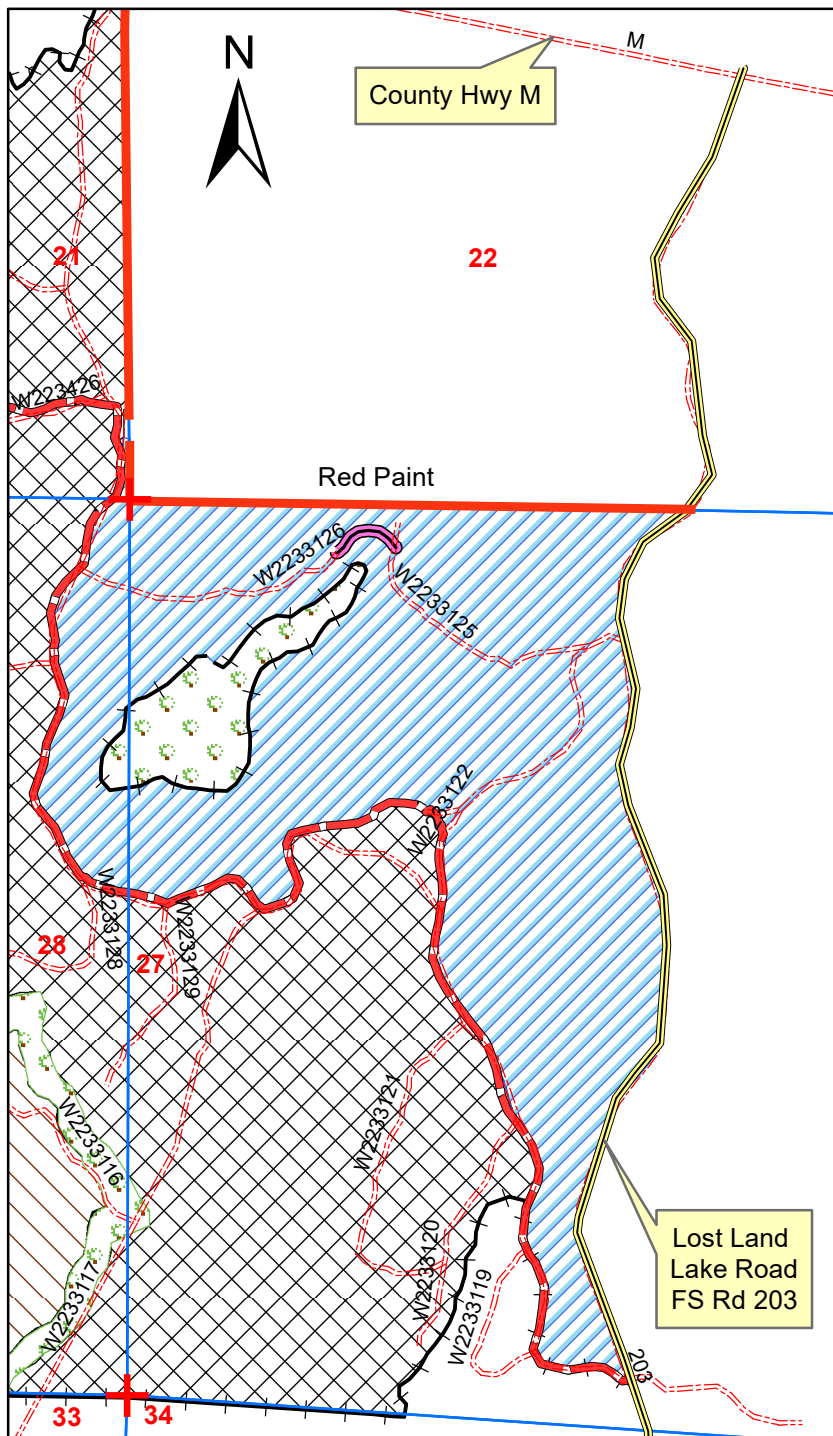 M
County Hwy M
N
21
22
W223426
Red Paint
W2233126
W2233125
W2233122
W2233128
W2233129
28
27
W2233121
W2233116
W2233120
W2233119
W2233117
Lost Land
Lake Road
FS Rd 203
203
33
34